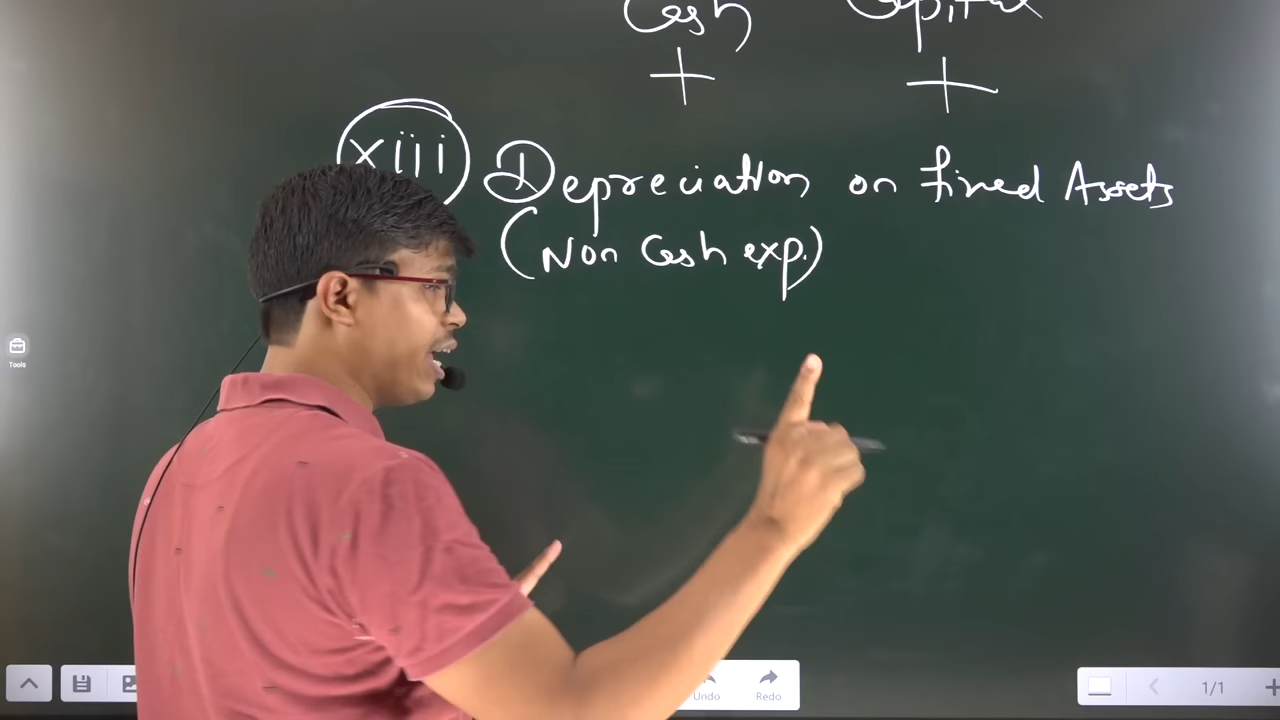 Cash Capital
+ +
xiii Depreciation on fixed Assets
(Non Cash exp.)
Tools
Undo Redo
1/1